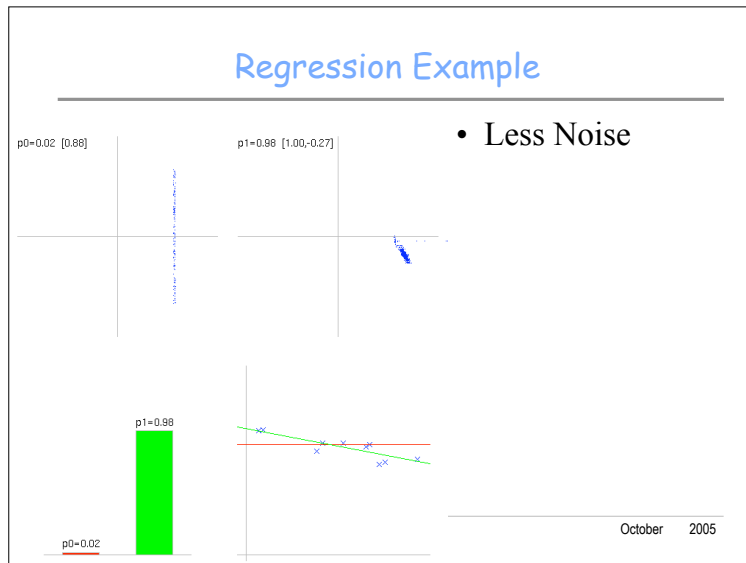 Regression Example
• Less Noise
p0=0.02 [0.88]
p1=0.98 [1.00,-0.27]
p1=0.98
p0=0.02
October 2005